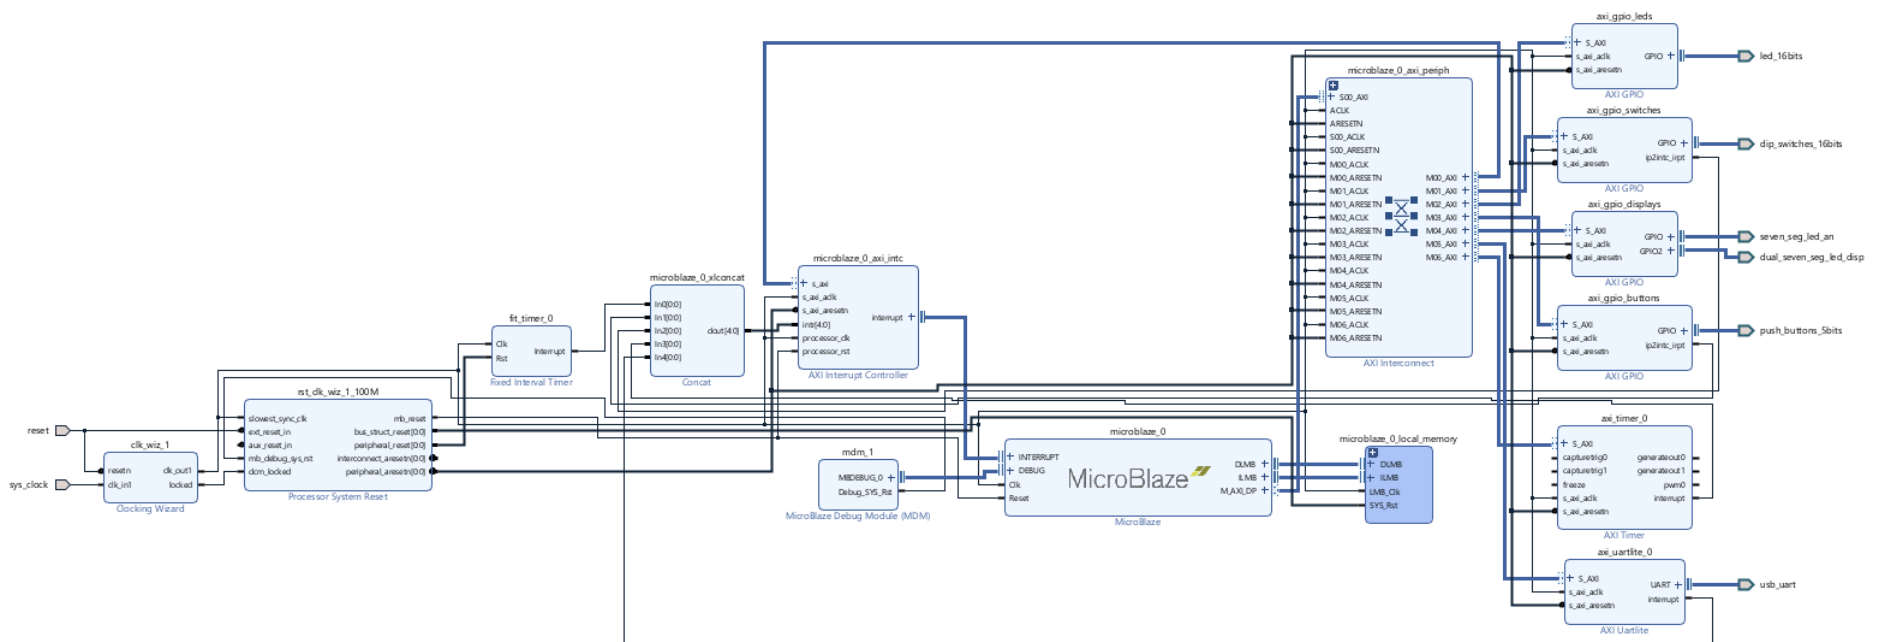 reset
sys_clock
clk_wiz_1
resetn
clk_in1
clk_out1
locked
Clocking Wizard
rst_clk_wiz_1_100M
slowest_sync_clk
ext_reset_in
aux_reset_in
mb_debug_sys_rst
dcm_locked
mb_reset
bus_struct_reset[0:0]
peripheral_reset[0:0]
interconnect_aresetn[0:0]
peripheral_aresetn[0:0]
Processor System Reset
fit_timer_0
Clk
Rst
Interrupt
Fixed Interval Timer
microblaze_0_xlconcat
In0[0:0]
In1[0:0]
In2[0:0]
In3[0:0]
In4[0:0]
dout[4:0]
Concat
microblaze_0_axi_intc
s_axi
s_axi_aclk
s_axi_aresetn
intr[4:0]
processor_clk
processor_rst
interrupt
AXI Interrupt Controller
mdm_1
MBDEBUG_0
Debug_SYS_Rst
MicroBlaze Debug Module (MDM)
microblaze_0
INTERRUPT
DEBUG
Clk
Reset
MicroBlaze
DLMB
ILMB
M_AXI_DP
MicroBlaze
microblaze_0_local_memory
DLMB
ILMB
LMB_Clk
SYS_Rst
microblaze_0_axi_periph
S00_AXI
ACLK
ARESETN
S00_ACLK
S00_ARESETN
M00_ACLK
M00_ARESETN
M01_ACLK
M01_ARESETN
M02_ACLK
M02_ARESETN
M03_ACLK
M03_ARESETN
M04_ACLK
M04_ARESETN
M05_ACLK
M05_ARESETN
M06_ACLK
M06_ARESETN
M00_AXI
M01_AXI
M02_AXI
M03_AXI
M04_AXI
M05_AXI
M06_AXI
AXI Interconnect
axi_gpio_leds
S_AXI
s_axi_aclk
s_axi_aresetn
GPIO
AXI GPIO
led_16bits
axi_gpio_switches
S_AXI
s_axi_aclk
s_axi_aresetn
GPIO
ip2intc_irpt
AXI GPIO
dip_switches_16bits
axi_gpio_displays
S_AXI
s_axi_aclk
s_axi_aresetn
GPIO
GPIO2
AXI GPIO
seven_seg_led_an
dual_seven_seg_led_disp
axi_gpio_buttons
S_AXI
s_axi_aclk
s_axi_aresetn
GPIO
ip2intc_irpt
AXI GPIO
push_buttons_5bits
axi_timer_0
S_AXI
capturetrig0
capturetrig1
freeze
s_axi_aclk
s_axi_aresetn
generateout0
generateout1
pwm0
interrupt
AXI Timer
axi_uartlite_0
S_AXI
s_axi_aclk
s_axi_aresetn
UART
interrupt
AXI Uartlite
usb_uart